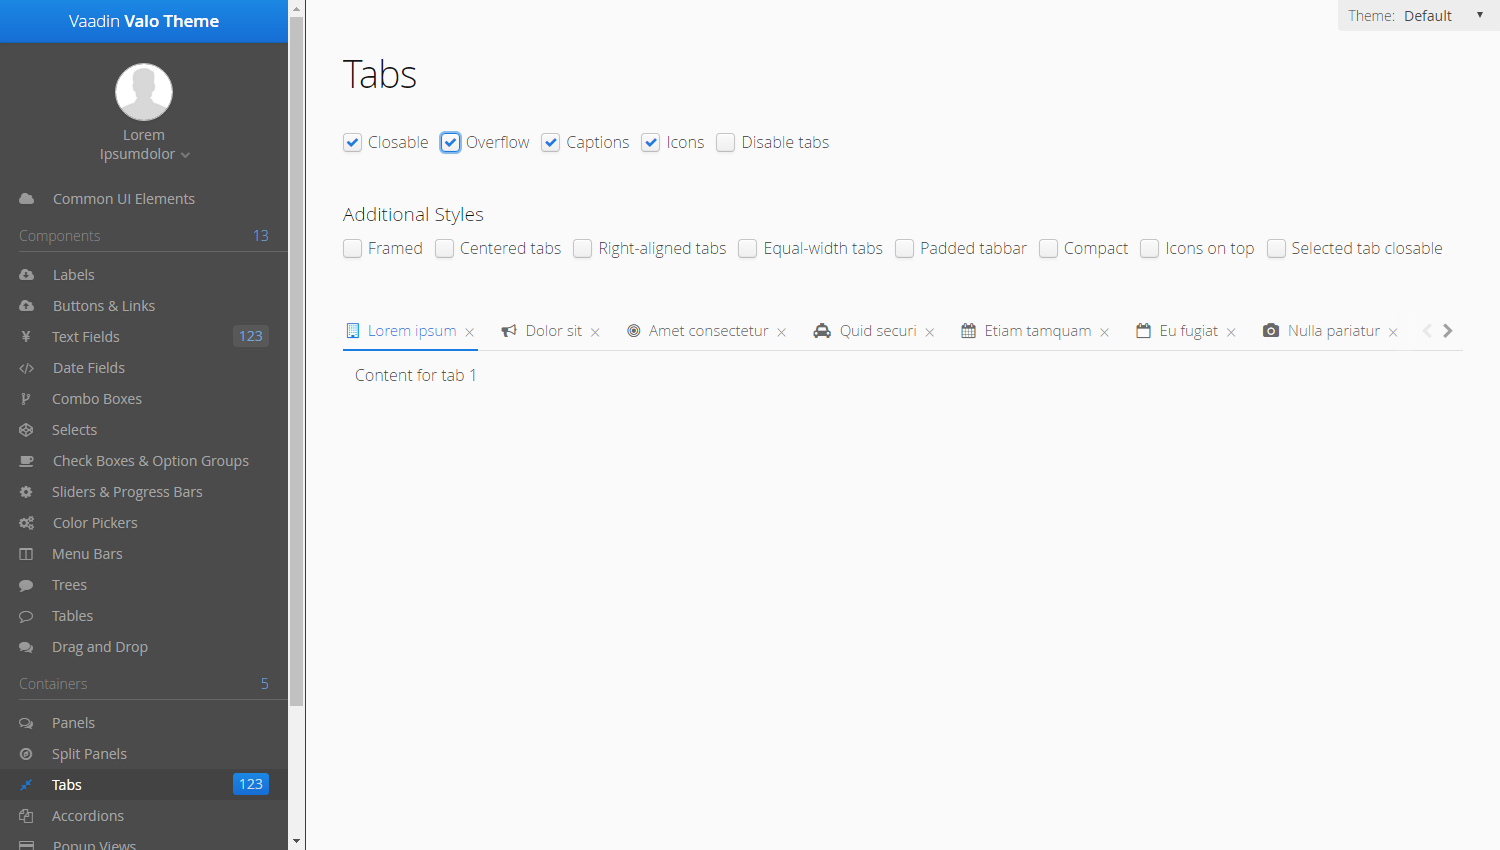 Vaadin Valo Theme
Lorem
Ipsumdolor
Common UI Elements
Components 13
Labels
Buttons & Links
Text Fields 123
Date Fields
Combo Boxes
Selects
Check Boxes & Option Groups
Sliders & Progress Bars
Color Pickers
Menu Bars
Trees
Tables
Drag and Drop
Containers 5
Panels
Split Panels
Tabs 123
Accordions
Popup Views
Theme: Default
Tabs
Closable Overflow Captions Icons Disable tabs
Additional Styles
Framed Centered tabs Right-aligned tabs Equal-width tabs Padded tabbar Compact Icons on top Selected tab closable
Lorem ipsum Dolor sit Amet consectetur Quid securi Etiam tamquam Eu fugiat Nulla pariatur
Content for tab 1